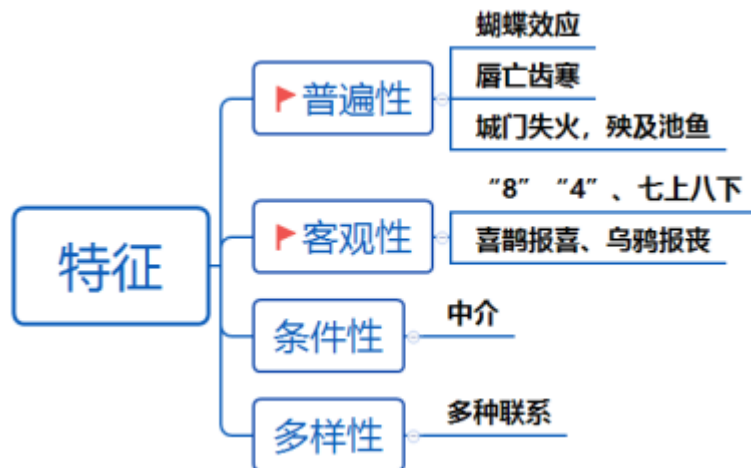 特征
普遍性
蝴蝶效应
唇亡齿寒
城门失火，殃及池鱼
客观性
“8”“4”、七上八下
喜鹊报喜、乌鸦报丧
条件性
中介
多样性
多种联系